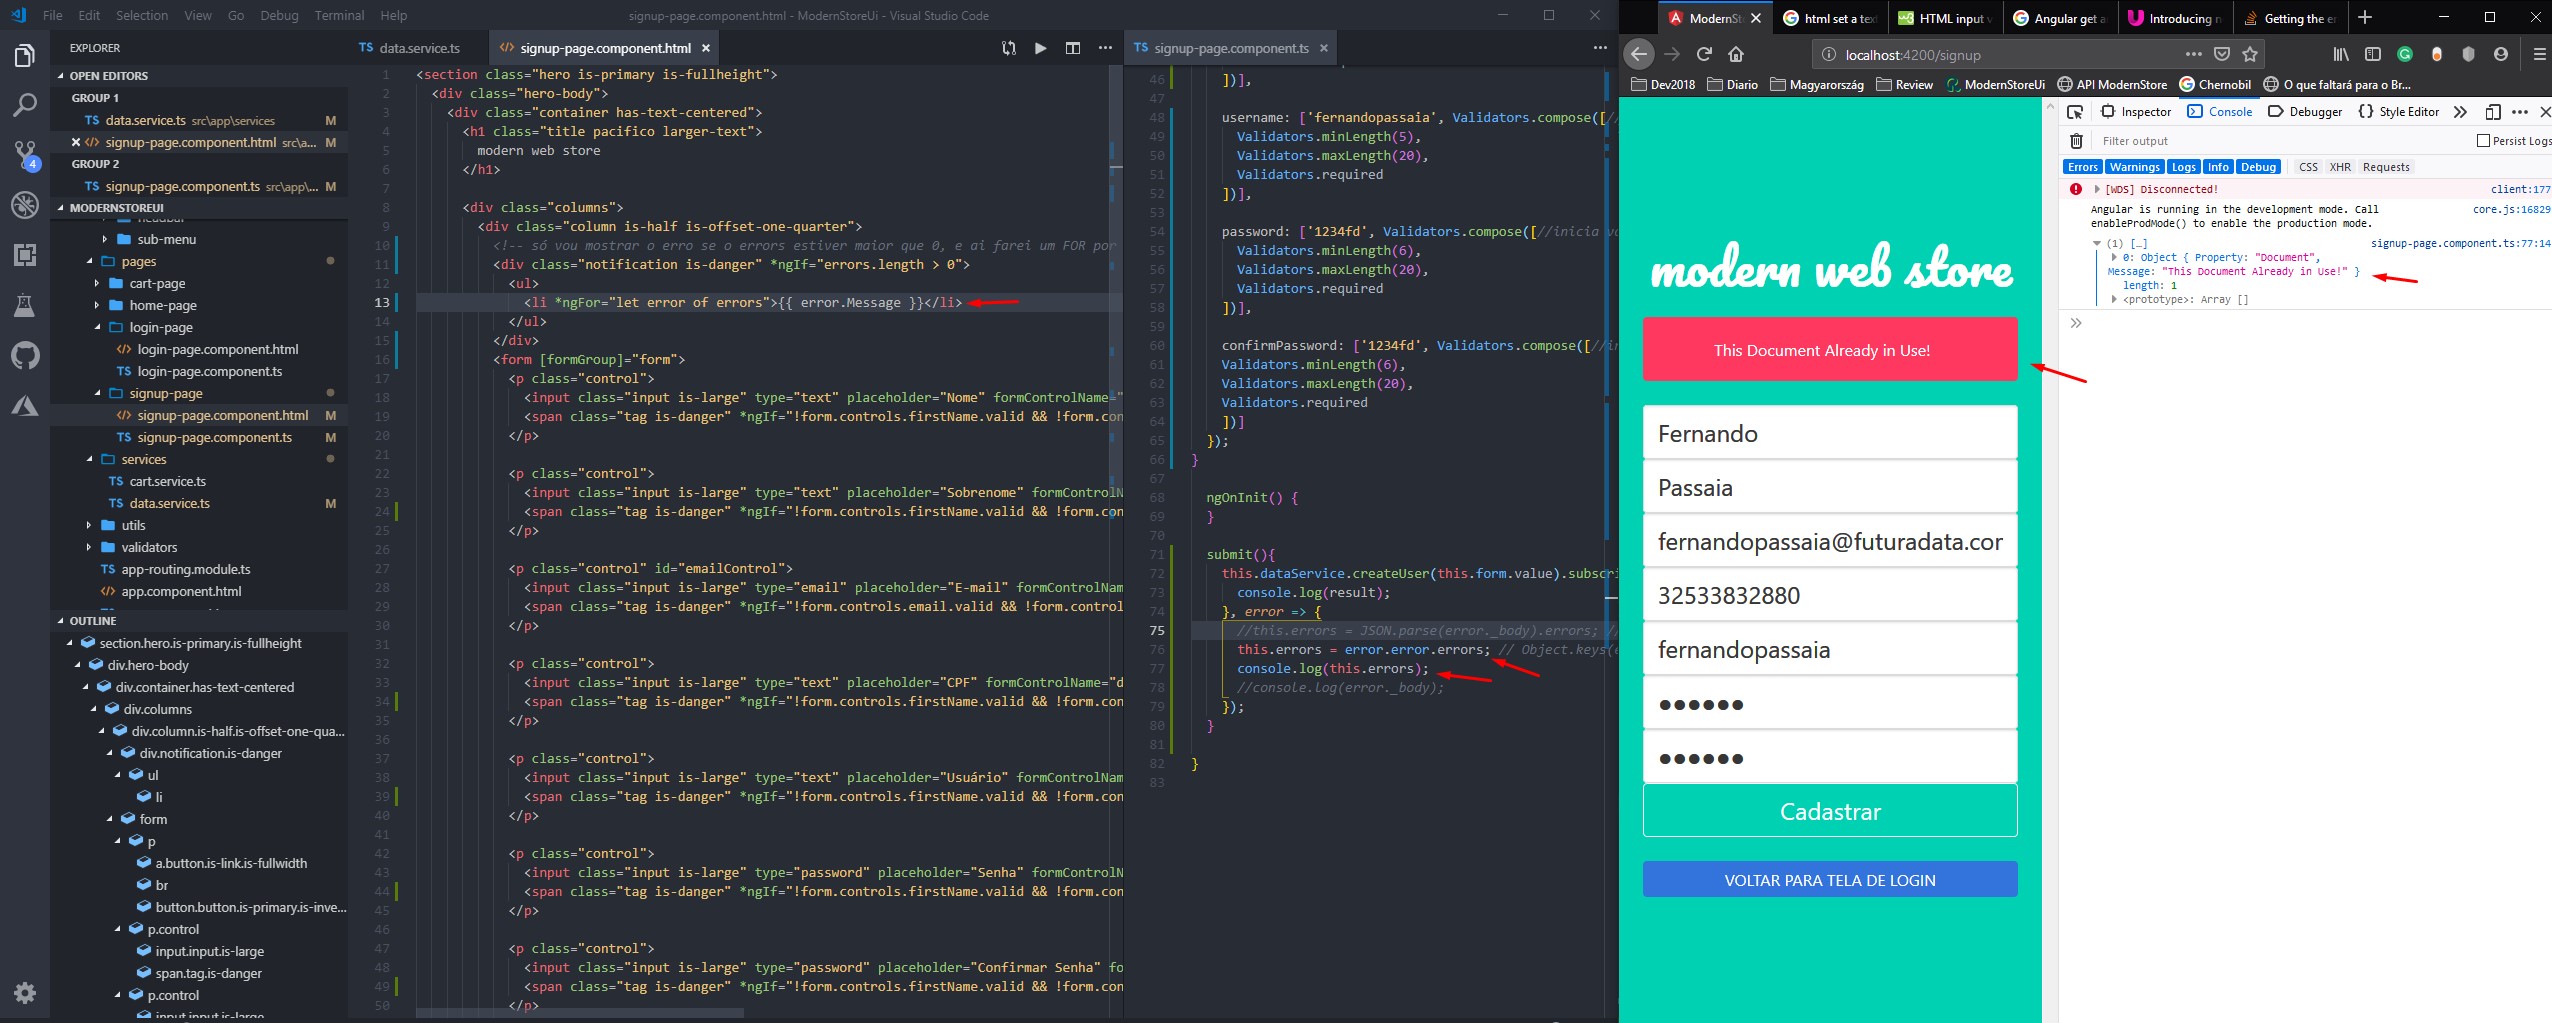 File Edit Selection View Go Debug Terminal Help
signup-page.component.html - ModernStoreUi - Visual Studio Code
EXPLORER
OPEN EDITORS
GROUP 1
TS data.service.ts src\app\services M
signup-page.component.html src\a... M
GROUP 2
TS signup-page.component.ts src\app\... M
MODERNSTOREUI
sub-menu
pages
cart-page
home-page
login-page
login-page.component.html
TS login-page.component.ts
signup-page
signup-page.component.html M
TS signup-page.component.ts M
services
TS cart.service.ts
TS data.service.ts M
utils
validators
TS app-routing.module.ts
app.component.html
4
OUTLINE
section.hero.is-primary.is-fullheight
div.hero-body
div.container.has-text-centered
div.columns
div.column.is-half.is-offset-one-qua...
div.notification.is-danger
ul
li
form
p
a.button.is-link.is-fullwidth
br
button.button.is-primary.is-inve...
p.control
input.input.is-large
span.tag.is-danger
p.control
input.input.is-large
TS data.service.ts
signup-page.component.html
1 <section class="hero is-primary is-fullheight">
2 <div class="hero-body">
3 <div class="container has-text-centered">
4 <h1 class="title pacifico larger-text">
5 modern web store
6 </h1>
7
8 <div class="columns">
9 <div class="column is-half is-offset-one-quarter">
10 <!-- só vou mostrar o erro se o errors estiver maior que 0, e ai farei um FOR por
11 <div class="notification is-danger" *ngIf="errors.length > 0">
12 <ul>
13 <li *ngFor="let error of errors">{{ error.Message }}</li>
14 </ul>
15 </div>
16 <form [formGroup]="form">
17 <p class="control">
18 <input class="input is-large" type="text" placeholder="Nome" formControlName="
19 <span class="tag is-danger" *ngIf="!form.controls.firstName.valid && !form.con
20 </p>
21
22 <p class="control">
23 <input class="input is-large" type="text" placeholder="Sobrenome" formControlN
24 <span class="tag is-danger" *ngIf="!form.controls.firstName.valid && !form.con
25 </p>
26
27 <p class="control" id="emailControl">
28 <input class="input is-large" type="email" placeholder="E-mail" formControlNam
29 <span class="tag is-danger" *ngIf="!form.controls.email.valid && !form.control
30 </p>
31
32 <p class="control">
33 <input class="input is-large" type="text" placeholder="CPF" formControlName="d
34 <span class="tag is-danger" *ngIf="!form.controls.firstName.valid && !form.con
35 </p>
36
37 <p class="control">
38 <input class="input is-large" type="text" placeholder="Usuário" formControlNam
39 <span class="tag is-danger" *ngIf="!form.controls.firstName.valid && !form.con
40 </p>
41
42 <p class="control">
43 <input class="input is-large" type="password" placeholder="Senha" formControlN
44 <span class="tag is-danger" *ngIf="!form.controls.firstName.valid && !form.con
45 </p>
46
47 <p class="control">
48 <input class="input is-large" type="password" placeholder="Confirmar Senha" fo
49 <span class="tag is-danger" *ngIf="!form.controls.firstName.valid && !form.con
50 </p>
TS signup-page.component.ts
46 ])],
47
48 username: ['fernandopassaia', Validators.compose([//
49 Validators.minLength(5),
50 Validators.maxLength(20),
51 Validators.required
52 ])],
53
54 password: ['1234fd', Validators.compose([//inicia va
55 Validators.minLength(6),
56 Validators.maxLength(20),
57 Validators.required
58 ])],
59
60 confirmPassword: ['1234fd', Validators.compose([//in
61 Validators.minLength(6),
62 Validators.maxLength(20),
63 Validators.required
64 ])]
65 });
66 }
67
68 ngOnInit() {
69 }
70
71 submit(){
72 this.dataService.createUser(this.form.value).subscri
73 console.log(result);
74 }, error => {
75 //this.errors = JSON.parse(error._body).errors; //
76 this.errors = error.error.errors; // Object.keys(e
77 console.log(this.errors);
78 //console.log(error._body);
79 });
80 }
81
82 }
83
ModernSt
html set a tex
HTML input v
Angular get a
Introducing n
Getting the e
localhost:4200/signup
Dev2018 Diario Magyarország Review ModernStoreUi API ModernStore Chernobil O que faltará para o Br...
modern web store
This Document Already in Use!
Fernando
Passaia
fernandopassaia@futuradata.cor
32533832880
fernandopassaia
●●●●●●
●●●●●●
Cadastrar
VOLTAR PARA TELA DE LOGIN
Inspector Console Debugger Style Editor
Filter output Persist Logs
Errors Warnings Logs Info Debug CSS XHR Requests
[WDS] Disconnected! client:177
Angular is running in the development mode. Call core.js:16829
enableProdMode() to enable the production mode.
(1) […] signup-page.component.ts:77:14
0: Object { Property: "Document",
Message: "This Document Already in Use!" }
length: 1
<prototype>: Array []